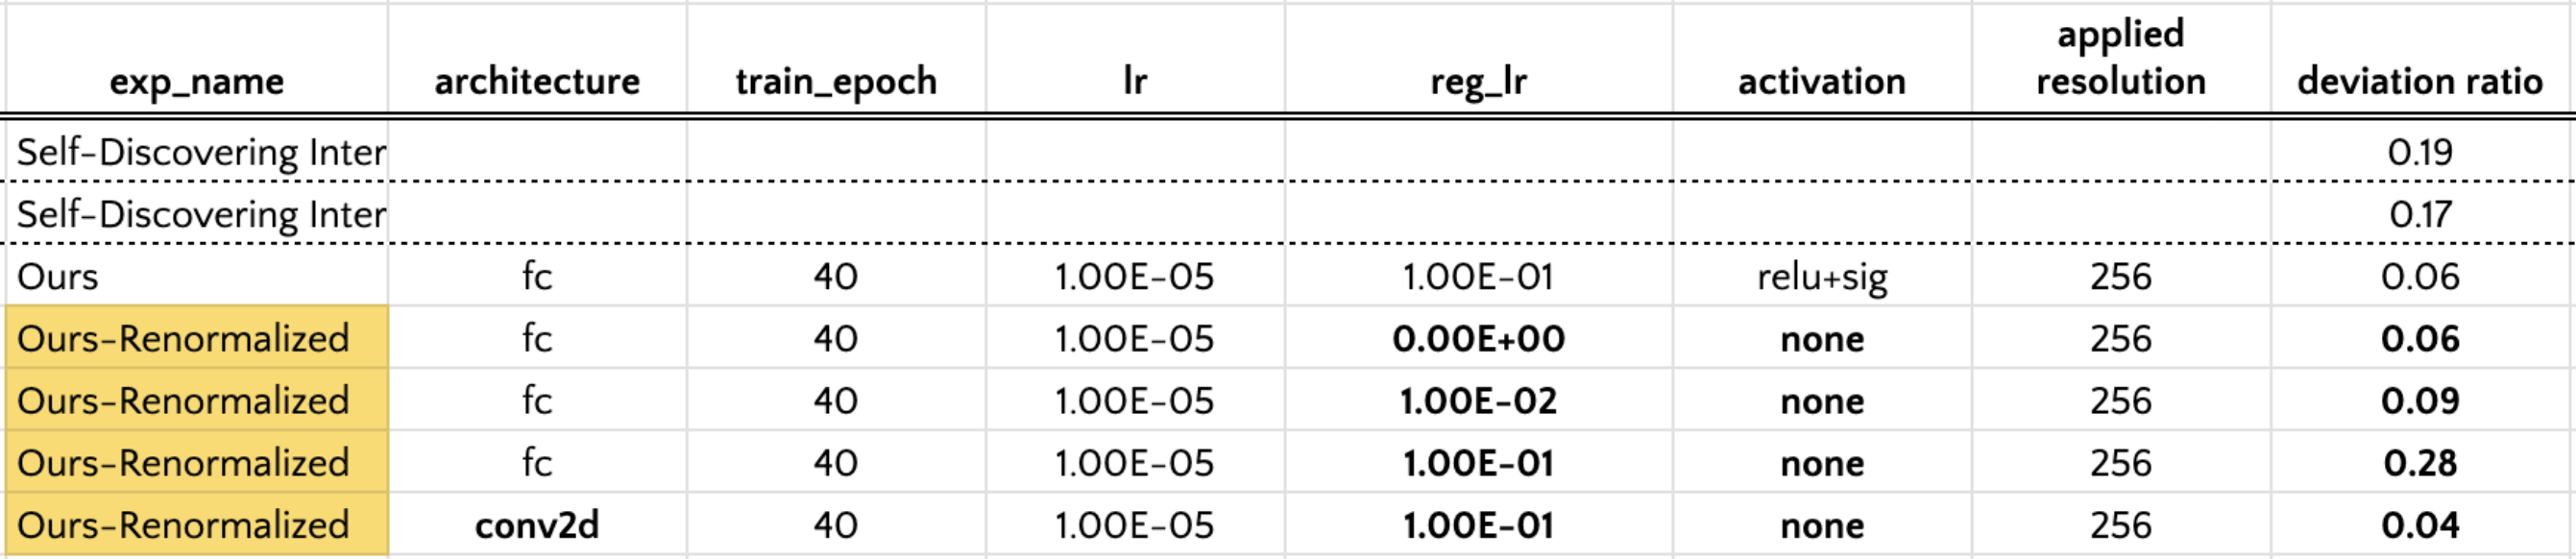 exp_name architecture train_epoch lr reg_lr activation applied resolution deviation ratio
Self-Discovering Inter 0.19
Self-Discovering Inter 0.17
Ours fc 40 1.00E-05 1.00E-01 relu+sig 256 0.06
Ours-Renormalized fc 40 1.00E-05 0.00E+00 none 256 0.06
Ours-Renormalized fc 40 1.00E-05 1.00E-02 none 256 0.09
Ours-Renormalized fc 40 1.00E-05 1.00E-01 none 256 0.28
Ours-Renormalized conv2d 40 1.00E-05 1.00E-01 none 256 0.04